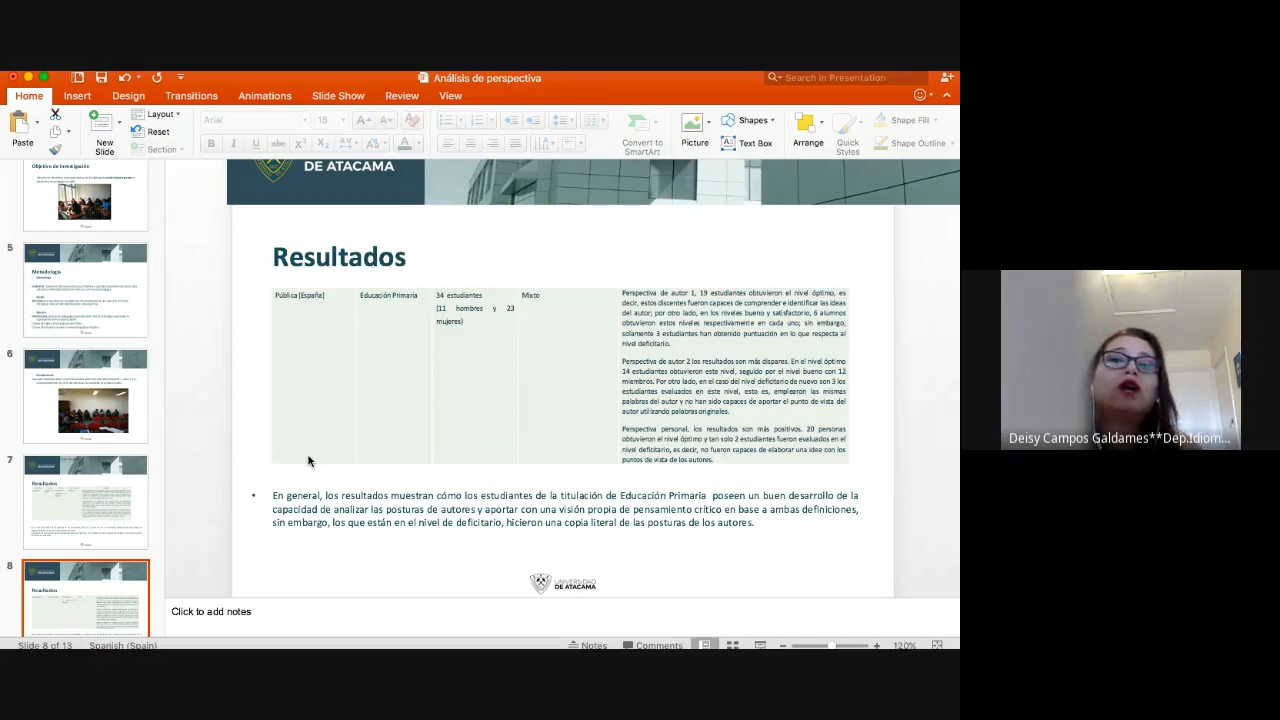 Análisis de perspectiva
Search in Presentation
Home Insert Design Transitions Animations Slide Show Review View
Paste
New
Slide
Layout
Reset
Section
Arial
18
Convert to
SmartArt
Picture
Shapes
Text Box
Arrange
Quick
Styles
Shape Fill
Shape Outline
Objetivo de Investigación
5
Metodología
6
7
Resultados
8
Resultados
DE ATACAMA
Resultados
Pública (España)
Educación Primaria
34 estudiantes
(11 hombres y 23
mujeres)
Mixto
Perspectiva de autor 1, 19 estudiantes obtuvieron el nivel óptimo, es
decir, estos discentes fueron capaces de comprender e identificar las ideas
del autor; por otro lado, en los niveles bueno y satisfactorio, 6 alumnos
obtuvieron estos niveles respectivamente en cada uno; sin embargo,
solamente 3 estudiantes han obtenido puntuación en lo que respecta al
nivel deficitario.
Perspectiva de autor 2 los resultados son más dispares. En el nivel óptimo
14 estudiantes obtuvieron este nivel, seguido por el nivel bueno con 12
miembros. Por otro lado, en el caso del nivel deficitario de nuevo son 3 los
estudiantes evaluados en este nivel, esto es, emplearon las mismas
palabras del autor y no han sido capaces de aportar el punto de vista del
autor utilizando palabras originales.
Perspectiva personal, los resultados son más positivos. 20 personas
obtuvieron el nivel óptimo y tan solo 2 estudiantes fueron evaluados en el
nivel deficitario, es decir, no fueron capaces de elaborar una idea con los
puntos de vista de los autores.
• En general, los resultados muestran cómo los estudiantes de la titulación de Educación Primaria poseen un buen desarrollo de la
capacidad de analizar las posturas de autores y aportar con una visión propia de pensamiento crítico en base a ambas definiciones,
sin embargo, los que están en el nivel de deficitario, hicieron una copia literal de las posturas de los autores.
UNIVERSIDAD
DE ATACAMA
Click to add notes
Slide 8 of 13 Spanish (Spain)
Notes Comments 120%
Deisy Campos Galdames**Dep.Idiom...